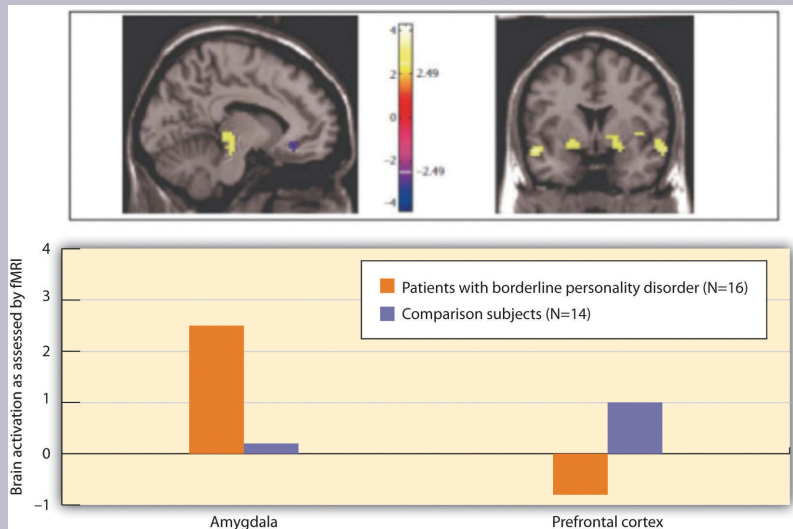 4
2
2.49
0
−2.49
−2
−4
4
3
2
1
0
−1
Brain activation as assessed by fMRI
Patients with borderline personality disorder (N=16)
Comparison subjects (N=14)
Amygdala
Prefrontal cortex